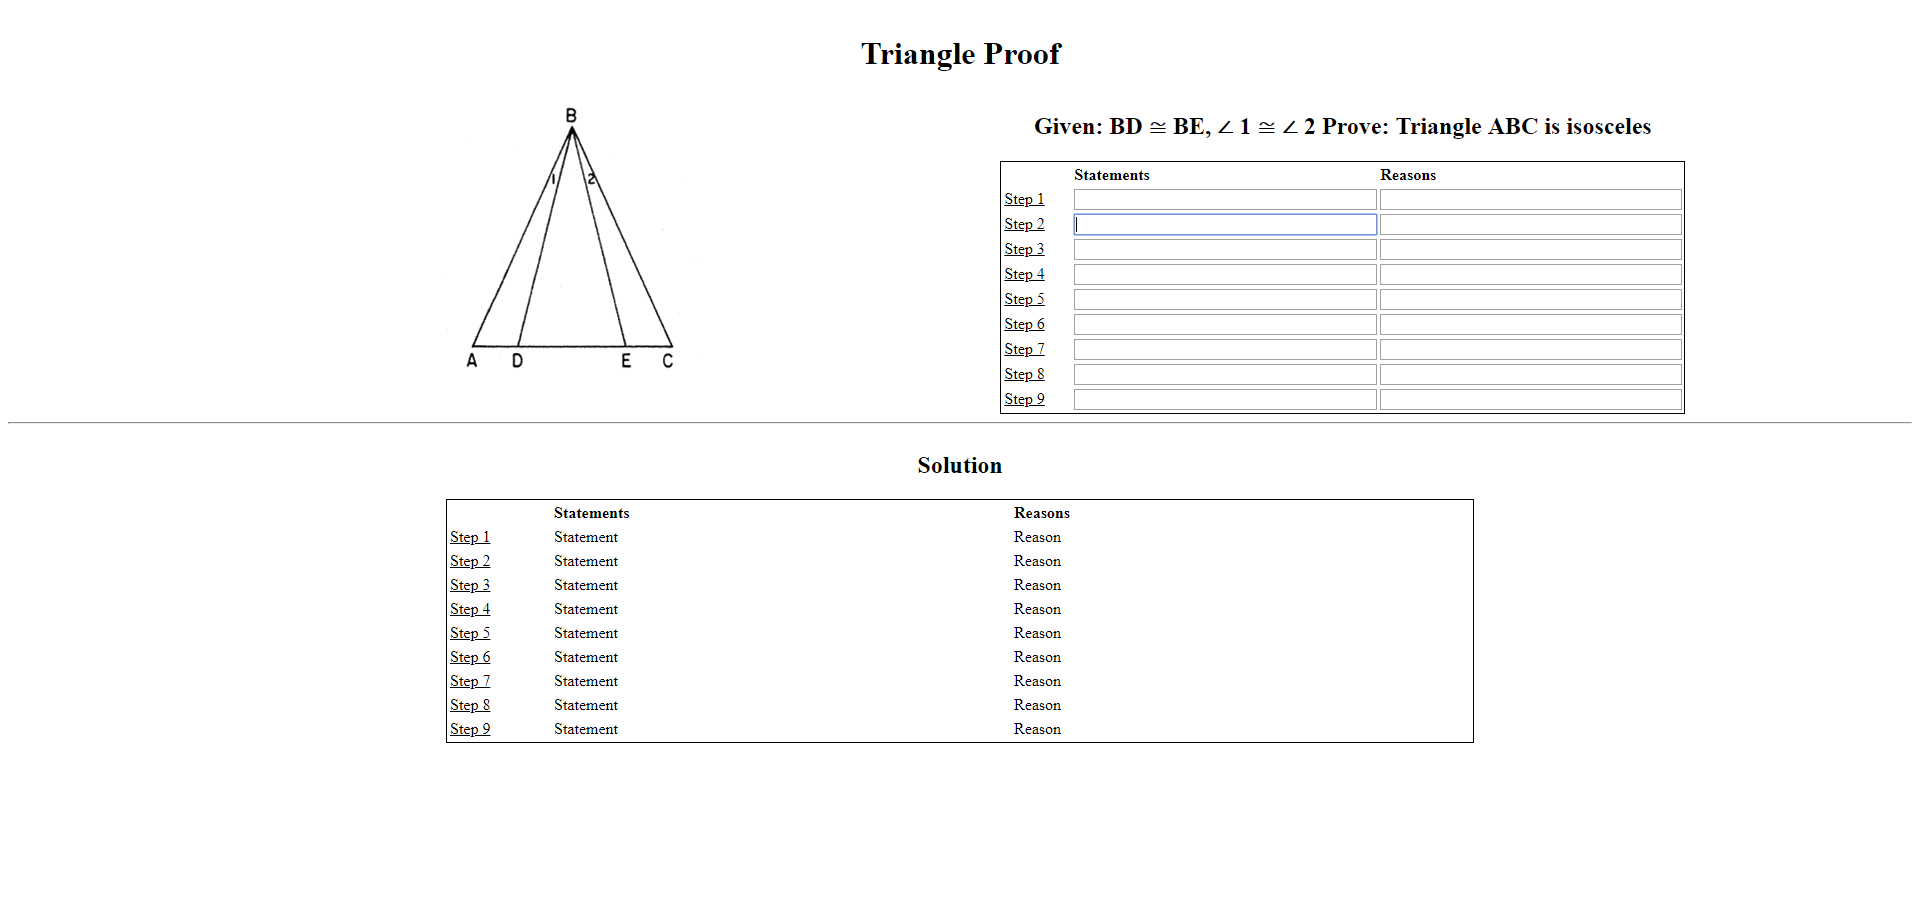 Triangle Proof
B
1 2
A D E C
Given: BD ≅ BE, ∠ 1 ≅ ∠ 2 Prove: Triangle ABC is isosceles
Statements Reasons
Step 1
Step 2
Step 3
Step 4
Step 5
Step 6
Step 7
Step 8
Step 9
Solution
Statements Reasons
Step 1 Statement Reason
Step 2 Statement Reason
Step 3 Statement Reason
Step 4 Statement Reason
Step 5 Statement Reason
Step 6 Statement Reason
Step 7 Statement Reason
Step 8 Statement Reason
Step 9 Statement Reason